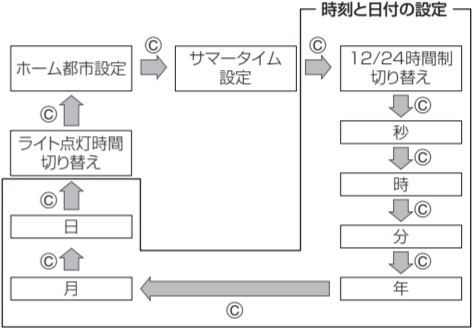 時刻と日付の設定
ホーム都市設定
Ⓒ
サマータイム
設定
Ⓒ
12/24時間制
切り替え
Ⓒ
秒
Ⓒ
時
Ⓒ
分
Ⓒ
年
Ⓒ
月
Ⓒ
日
Ⓒ
ライト点灯時間
切り替え
Ⓒ